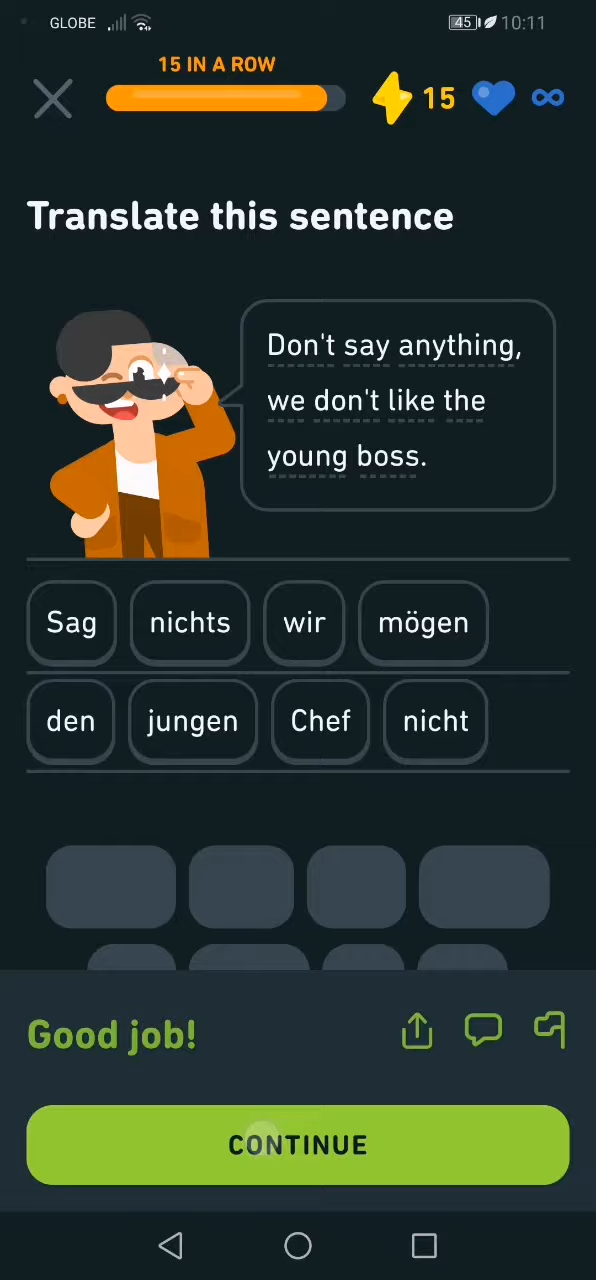 GLOBE 45 10:11
15 IN A ROW
15
Translate this sentence
Don't say anything,
we don't like the
young boss.
Sag nichts wir mögen
den jungen Chef nicht
Good job!
CONTINUE